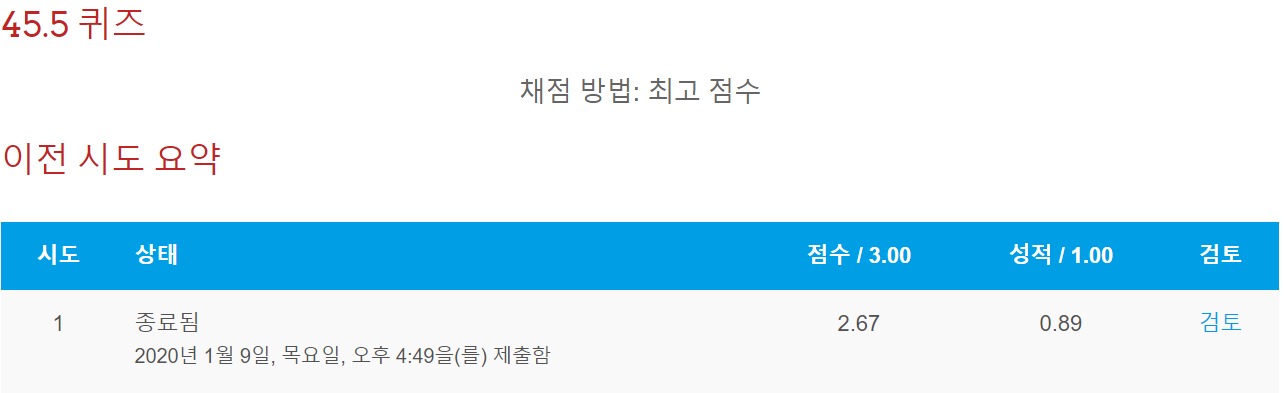 45.5 퀴즈
채점 방법: 최고 점수
이전 시도 요약
시도 상태 점수 / 3.00 성적 / 1.00 검토
1 종료됨 2.67 0.89 검토
2020년 1월 9일, 목요일, 오후 4:49을(를) 제출함